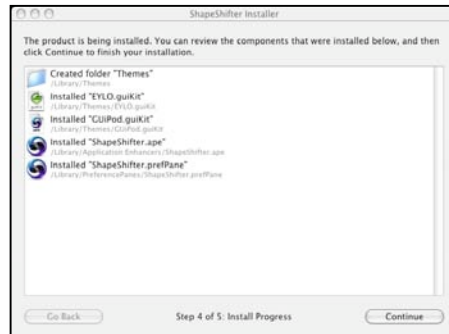 ShapeShifter Installer
The product is being installed. You can review the components that were installed below, and then
click Continue to finish your installation.
Created folder "Themes"
/Library/Themes
Installed "EYLO.guiKit"
/Library/Themes/EYLO.guiKit
Installed "GUiPod.guiKit"
/Library/Themes/GUiPod.guiKit
Installed "ShapeShifter.ape"
/Library/Application Enhancers/ShapeShifter.ape
Installed "ShapeShifter.prefPane"
/Library/PreferencePanes/ShapeShifter.prefPane
Go Back
Step 4 of 5: Install Progress
Continue